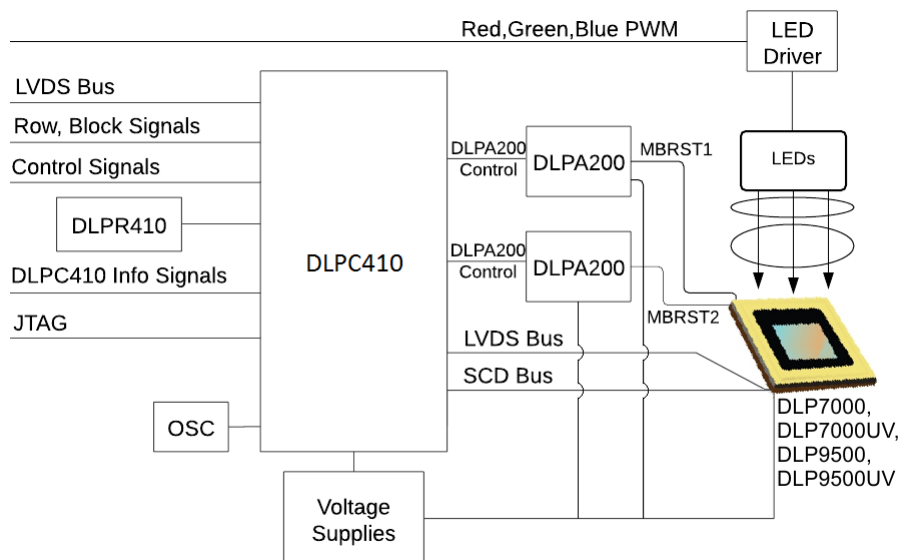 Red,Green,Blue PWM
LED
Driver
LVDS Bus
Row, Block Signals
Control Signals
DLPR410
DLPC410 Info Signals
JTAG
OSC
DLPC410
Voltage
Supplies
DLPA200
Control
DLPA200
MBRST1
DLPA200
Control
DLPA200
MBRST2
LVDS Bus
SCD Bus
LEDs
DLP7000,
DLP7000UV,
DLP9500,
DLP9500UV